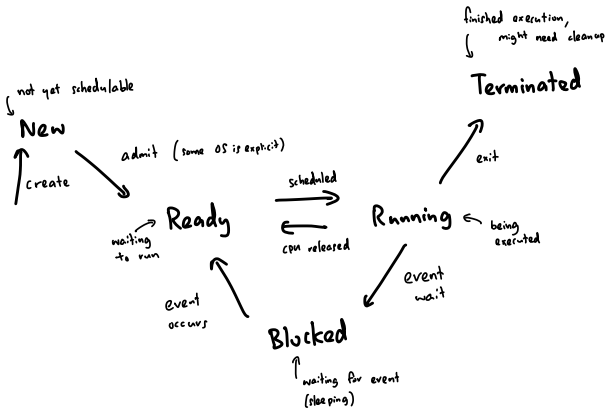 finished execution,
might need cleanup
Terminated
not yet schedulable
New
create
admit (some OS is explicit)
scheduled
exit
Ready
Running
waiting
to run
cpu released
being
executed
event
occurs
event
wait
Blocked
waiting for event
(sleeping)